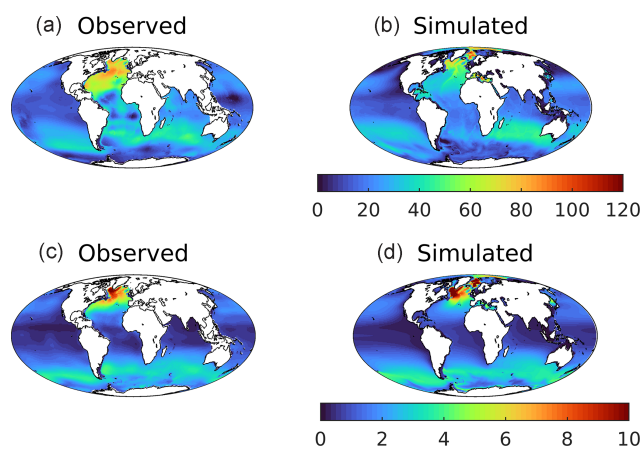 (a) Observed
(b) Simulated
0 20 40 60 80 100 120
(c) Observed
(d) Simulated
0 2 4 6 8 10